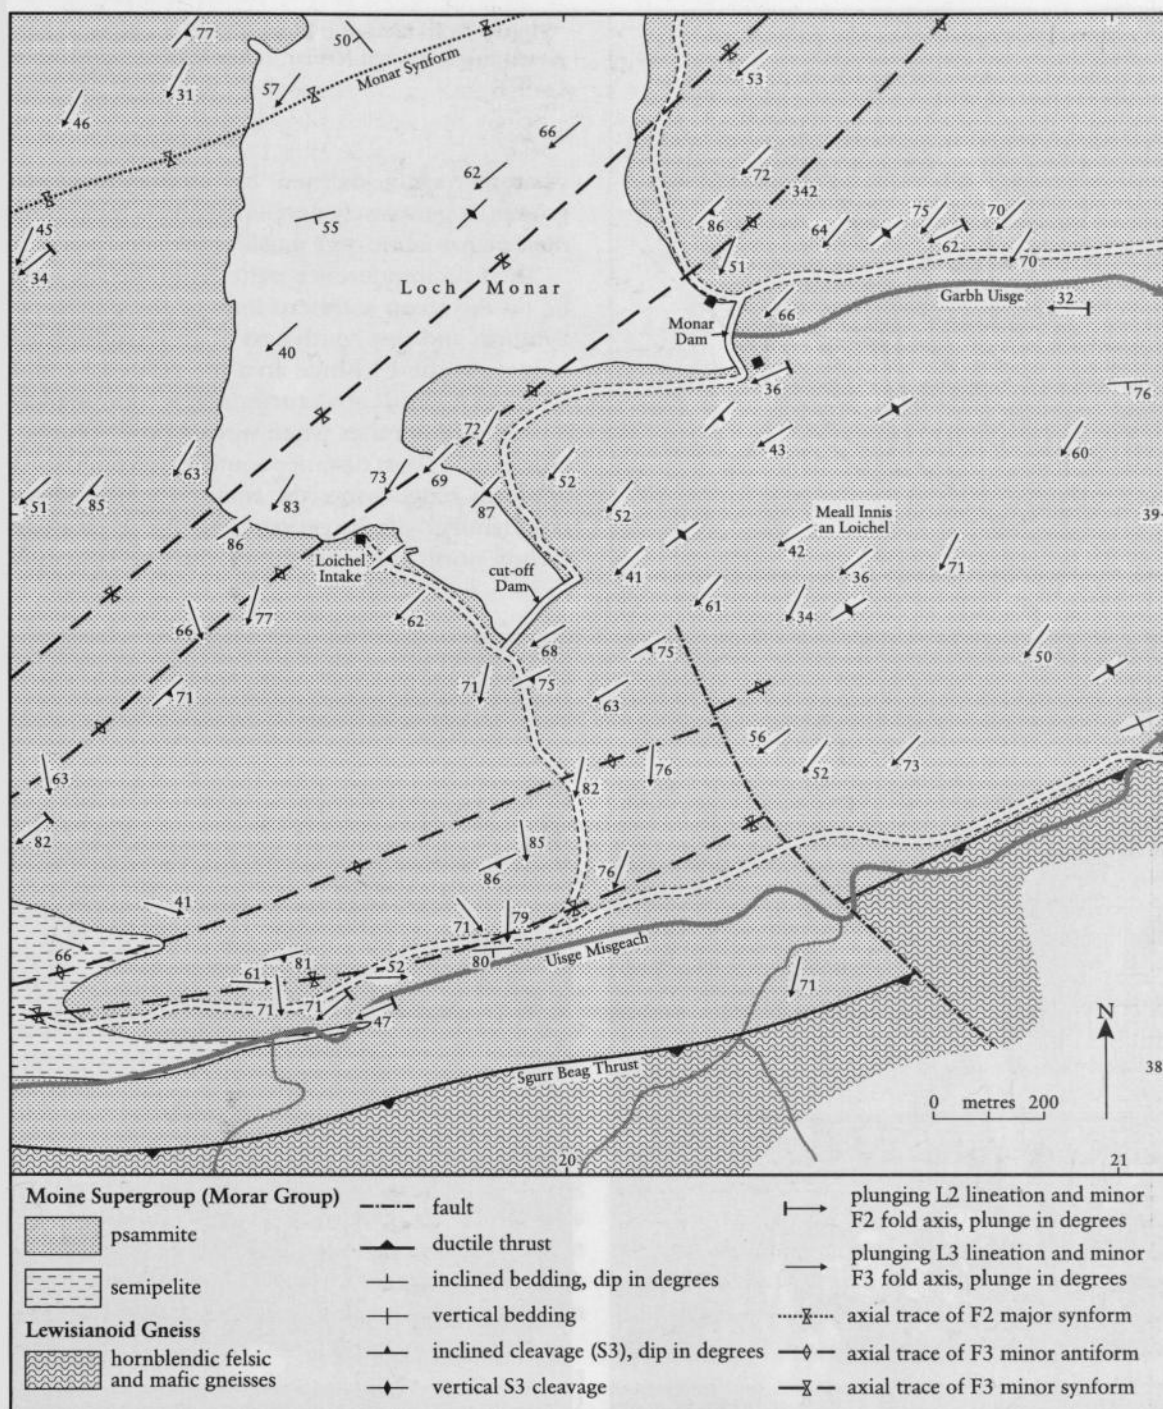 77
50
Monar Synform
57
31
46
53
66
62
72
342
86
64
75
70
62
70
55
45
34
51
Loch Monar
Garbh Uisge
32
66
Monar
Dam
40
36
76
72
43
60
63
73
69
52
51
85
83
87
52
Meall Innis
an Loichel
39
86
42
71
Loichel
Intake
cut-off
Dam
41
36
61
34
66
77
62
68
75
50
71
71
75
63
63
56
52
73
82
76
82
85
86
76
41
71
79
66
81
80
Uisge Misgeach
61
52
71
71
47
71
N
Sgurr Beag Thrust
38
0 metres 200
20
21
Moine Supergroup (Morar Group)
psammite
semipelite
Lewisianoid Gneiss
hornblendic felsic
and mafic gneisses
fault
ductile thrust
inclined bedding, dip in degrees
vertical bedding
inclined cleavage (S3), dip in degrees
vertical S3 cleavage
plunging L2 lineation and minor
F2 fold axis, plunge in degrees
plunging L3 lineation and minor
F3 fold axis, plunge in degrees
axial trace of F2 major synform
axial trace of F3 minor antiform
axial trace of F3 minor synform